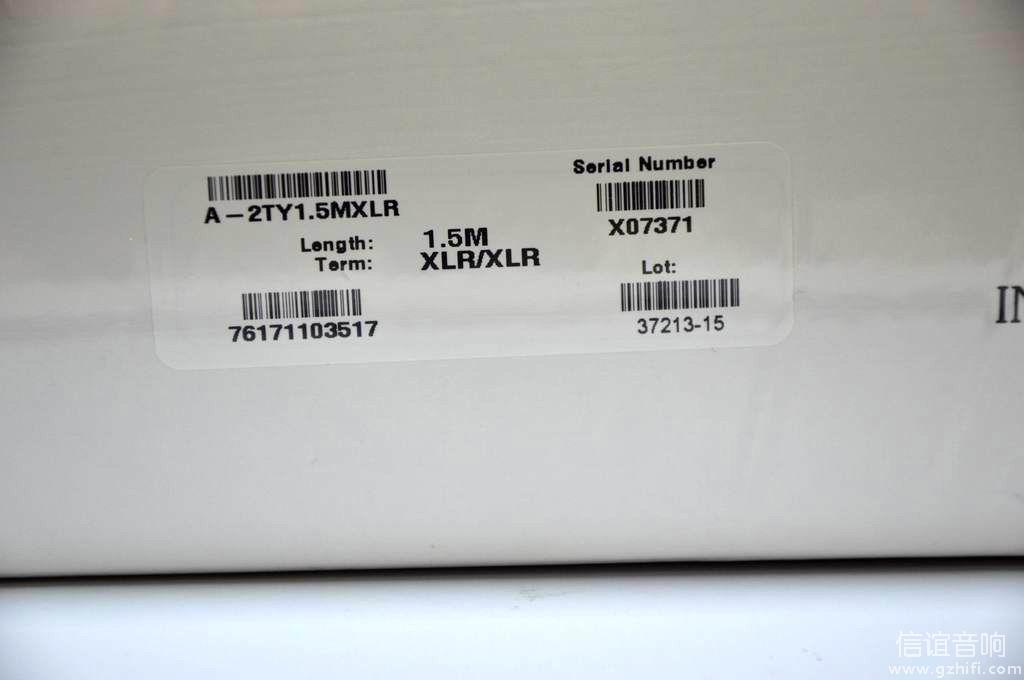 A-2TY1.5MXLR
Length: 1.5M
Term: XLR/XLR
76171103517
Serial Number
X07371
Lot:
37213-15
IN
信谊音响
www.gzhifi.com